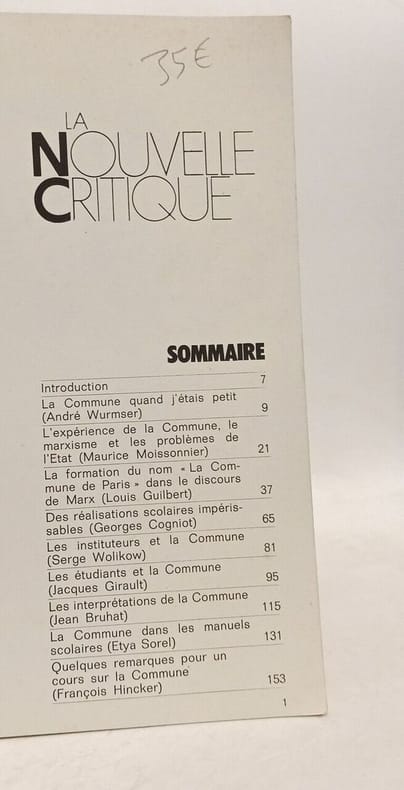 35€
LA
NOUVELLE
CRITIQUE
SOMMAIRE
Introduction 7
La Commune quand j'étais petit
(André Wurmser) 9
L'expérience de la Commune, le
marxisme et les problèmes de
l'Etat (Maurice Moissonnier) 21
La formation du nom « La Com-
mune de Paris » dans le discours
de Marx (Louis Guilbert) 37
Des réalisations scolaires impéris-
sables (Georges Cogniot) 65
Les instituteurs et la Commune
(Serge Wolikow) 81
Les étudiants et la Commune
(Jacques Girault) 95
Les interprétations de la Commune
(Jean Bruhat) 115
La Commune dans les manuels
scolaires (Etya Sorel) 131
Quelques remarques pour un
cours sur la Commune
(François Hincker) 153
1